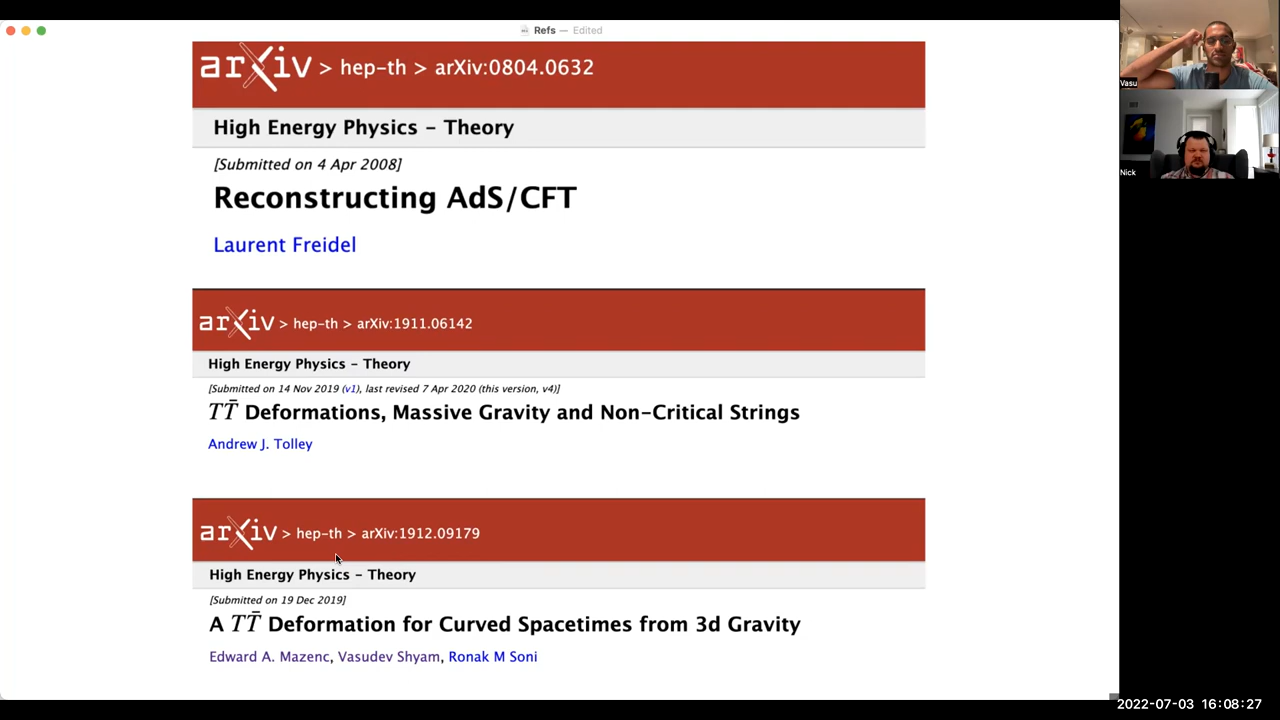 Refs — Edited
arXiv > hep-th > arXiv:0804.0632
High Energy Physics – Theory
[Submitted on 4 Apr 2008]
Reconstructing AdS/CFT
Laurent Freidel
arXiv > hep-th > arXiv:1911.06142
High Energy Physics – Theory
[Submitted on 14 Nov 2019 (v1), last revised 7 Apr 2020 (this version, v4)]
TT̄ Deformations, Massive Gravity and Non-Critical Strings
Andrew J. Tolley
arXiv > hep-th > arXiv:1912.09179
High Energy Physics – Theory
[Submitted on 19 Dec 2019]
A TT̄ Deformation for Curved Spacetimes from 3d Gravity
Edward A. Mazenc, Vasudev Shyam, Ronak M Soni
Vasu
Nick
2022-07-03 16:08:27